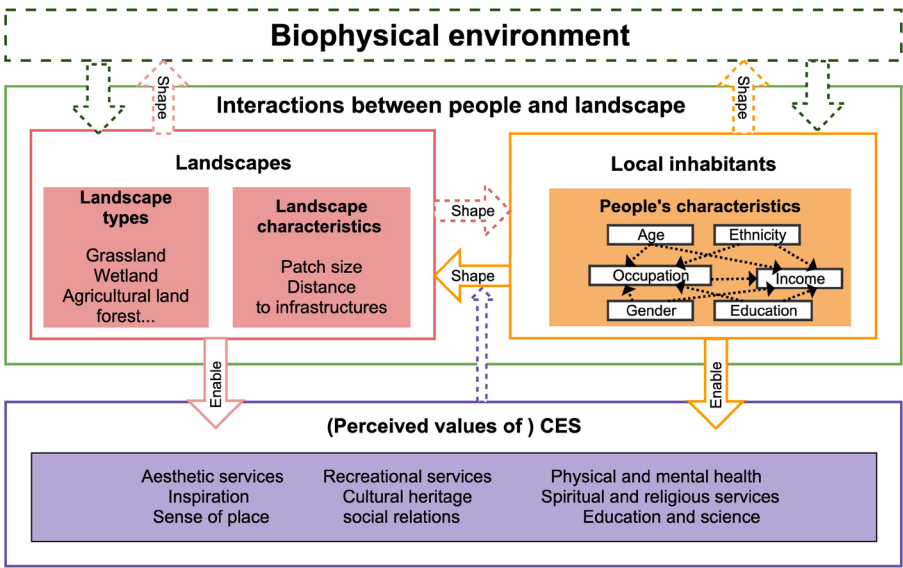 Biophysical environment
Shape
Shape
Interactions between people and landscape
Landscapes
Landscape
types
Grassland
Wetland
Agricultural land
forest...
Landscape
characteristics
Patch size
Distance
to infrastructures
Shape
Shape
Local inhabitants
People's characteristics
Age
Ethnicity
Occupation
Income
Gender
Education
Enable
Enable
(Perceived values of ) CES
Aesthetic services
Inspiration
Sense of place
Recreational services
Cultural heritage
social relations
Physical and mental health
Spiritual and religious services
Education and science